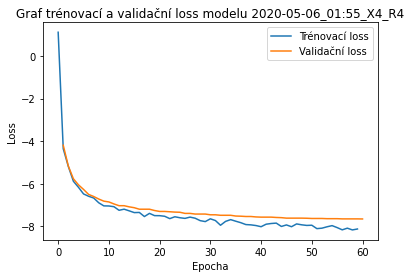 Graf trénovací a validační loss modelu 2020-05-06_01:55_X4_R4
Trénovací loss
Validační loss
Loss
0
−2
−4
−6
−8
0 10 20 30 40 50 60
Epocha